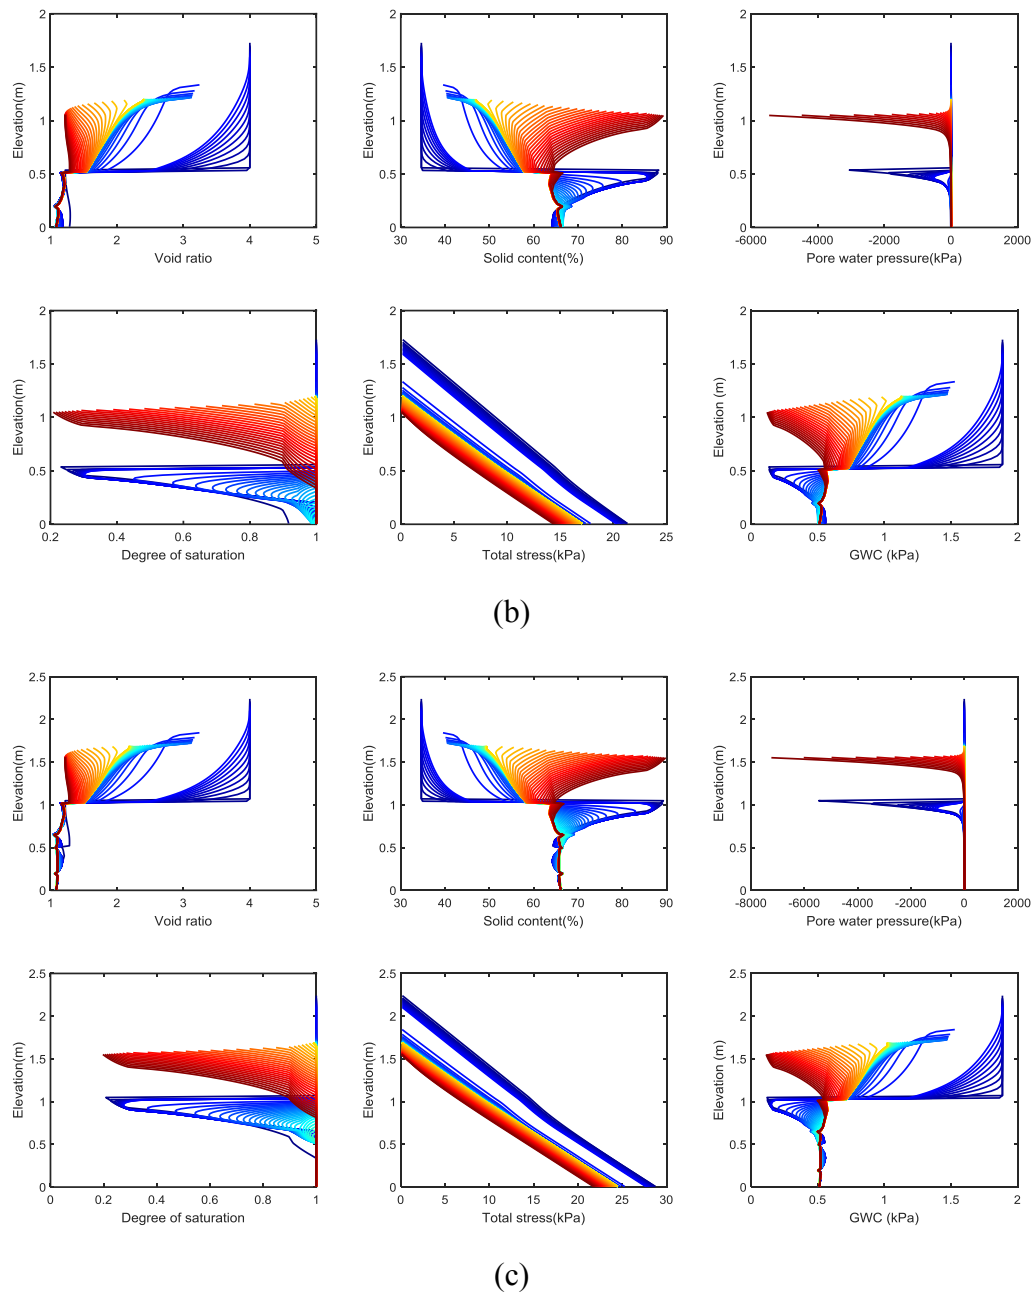 2
1.5
1
0.5
0
1 2 3 4 5
Elevation(m)
Void ratio
2
1.5
1
0.5
0
30 40 50 60 70 80 90
Elevation(m)
Solid content(%)
2
1.5
1
0.5
0
-6000 -4000 -2000 0 2000
Elevation(m)
Pore water pressure(kPa)
2
1.5
1
0.5
0
0.2 0.4 0.6 0.8 1
Elevation(m)
Degree of saturation
2
1.5
1
0.5
0
0 5 10 15 20 25
Elevation(m)
Total stress(kPa)
2
1.5
1
0.5
0
0 0.5 1 1.5 2
Elevation (m)
GWC (kPa)
(b)
2.5
2
1.5
1
0.5
0
1 2 3 4 5
Elevation(m)
Void ratio
2.5
2
1.5
1
0.5
0
30 40 50 60 70 80 90
Elevation(m)
Solid content(%)
2.5
2
1.5
1
0.5
0
-8000 -6000 -4000 -2000 0 2000
Elevation(m)
Pore water pressure(kPa)
2.5
2
1.5
1
0.5
0
0 0.2 0.4 0.6 0.8 1
Elevation(m)
Degree of saturation
2.5
2
1.5
1
0.5
0
0 5 10 15 20 25 30
Elevation(m)
Total stress(kPa)
2.5
2
1.5
1
0.5
0
0 0.5 1 1.5 2
Elevation (m)
GWC (kPa)
(c)